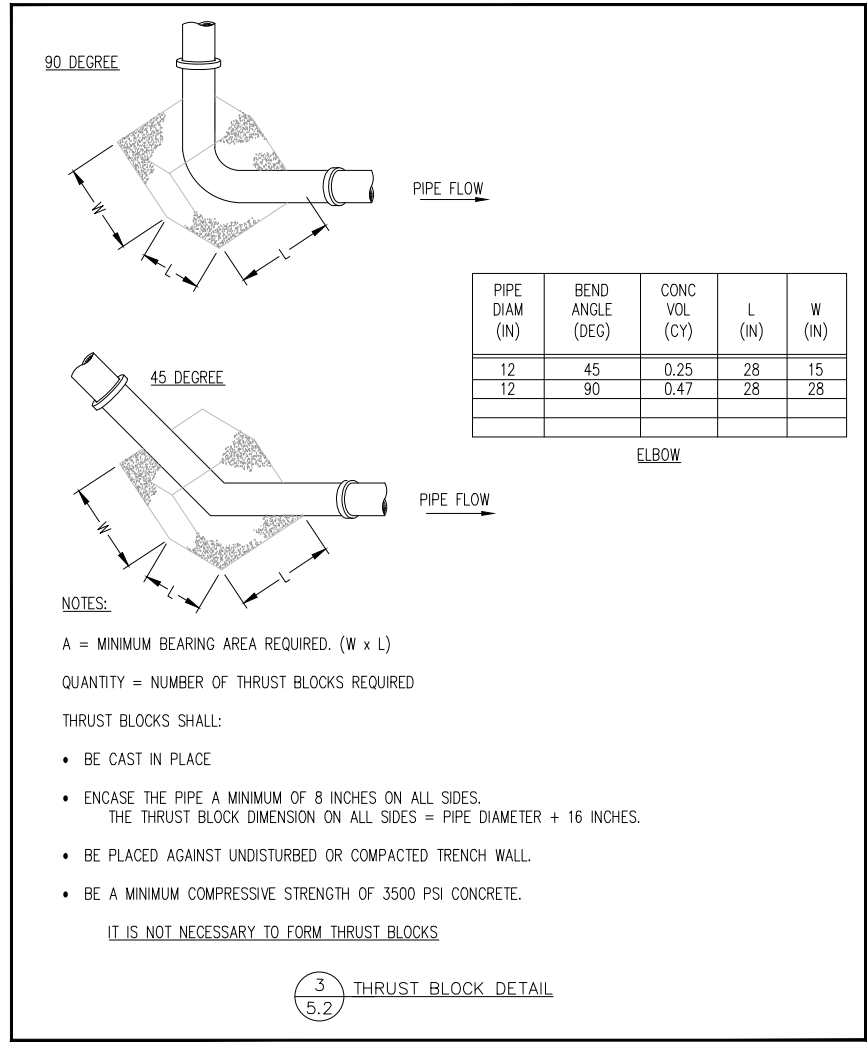 90 DEGREE
PIPE FLOW
W
L
L
PIPE DIAM (IN) BEND ANGLE (DEG) CONC VOL (CY) L (IN) W (IN)
12 45 0.25 28 15
12 90 0.47 28 28
ELBOW
45 DEGREE
PIPE FLOW
W
L
L
NOTES:
A = MINIMUM BEARING AREA REQUIRED. (W x L)
QUANTITY = NUMBER OF THRUST BLOCKS REQUIRED
THRUST BLOCKS SHALL:
• BE CAST IN PLACE
• ENCASE THE PIPE A MINIMUM OF 8 INCHES ON ALL SIDES.
THE THRUST BLOCK DIMENSION ON ALL SIDES = PIPE DIAMETER + 16 INCHES.
• BE PLACED AGAINST UNDISTURBED OR COMPACTED TRENCH WALL.
• BE A MINIMUM COMPRESSIVE STRENGTH OF 3500 PSI CONCRETE.
IT IS NOT NECESSARY TO FORM THRUST BLOCKS
3
5.2
THRUST BLOCK DETAIL